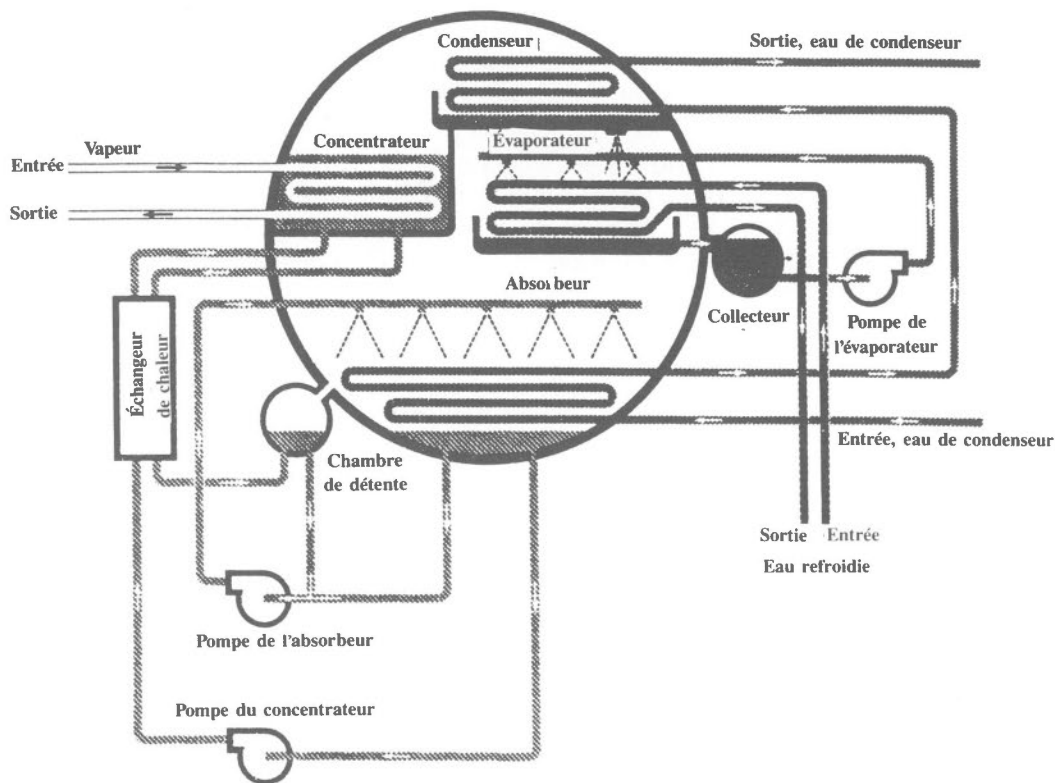 Condenseur
Sortie, eau de condenseur
Vapeur
Concentrateur
Évaporateur
Entrée
Sortie
Absorbeur
Collecteur
Pompe de
l'évaporateur
Échangeur
de chaleur
Chambre
de détente
Entrée, eau de condenseur
Sortie Entrée
Eau refroidie
Pompe de l'absorbeur
Pompe du concentrateur